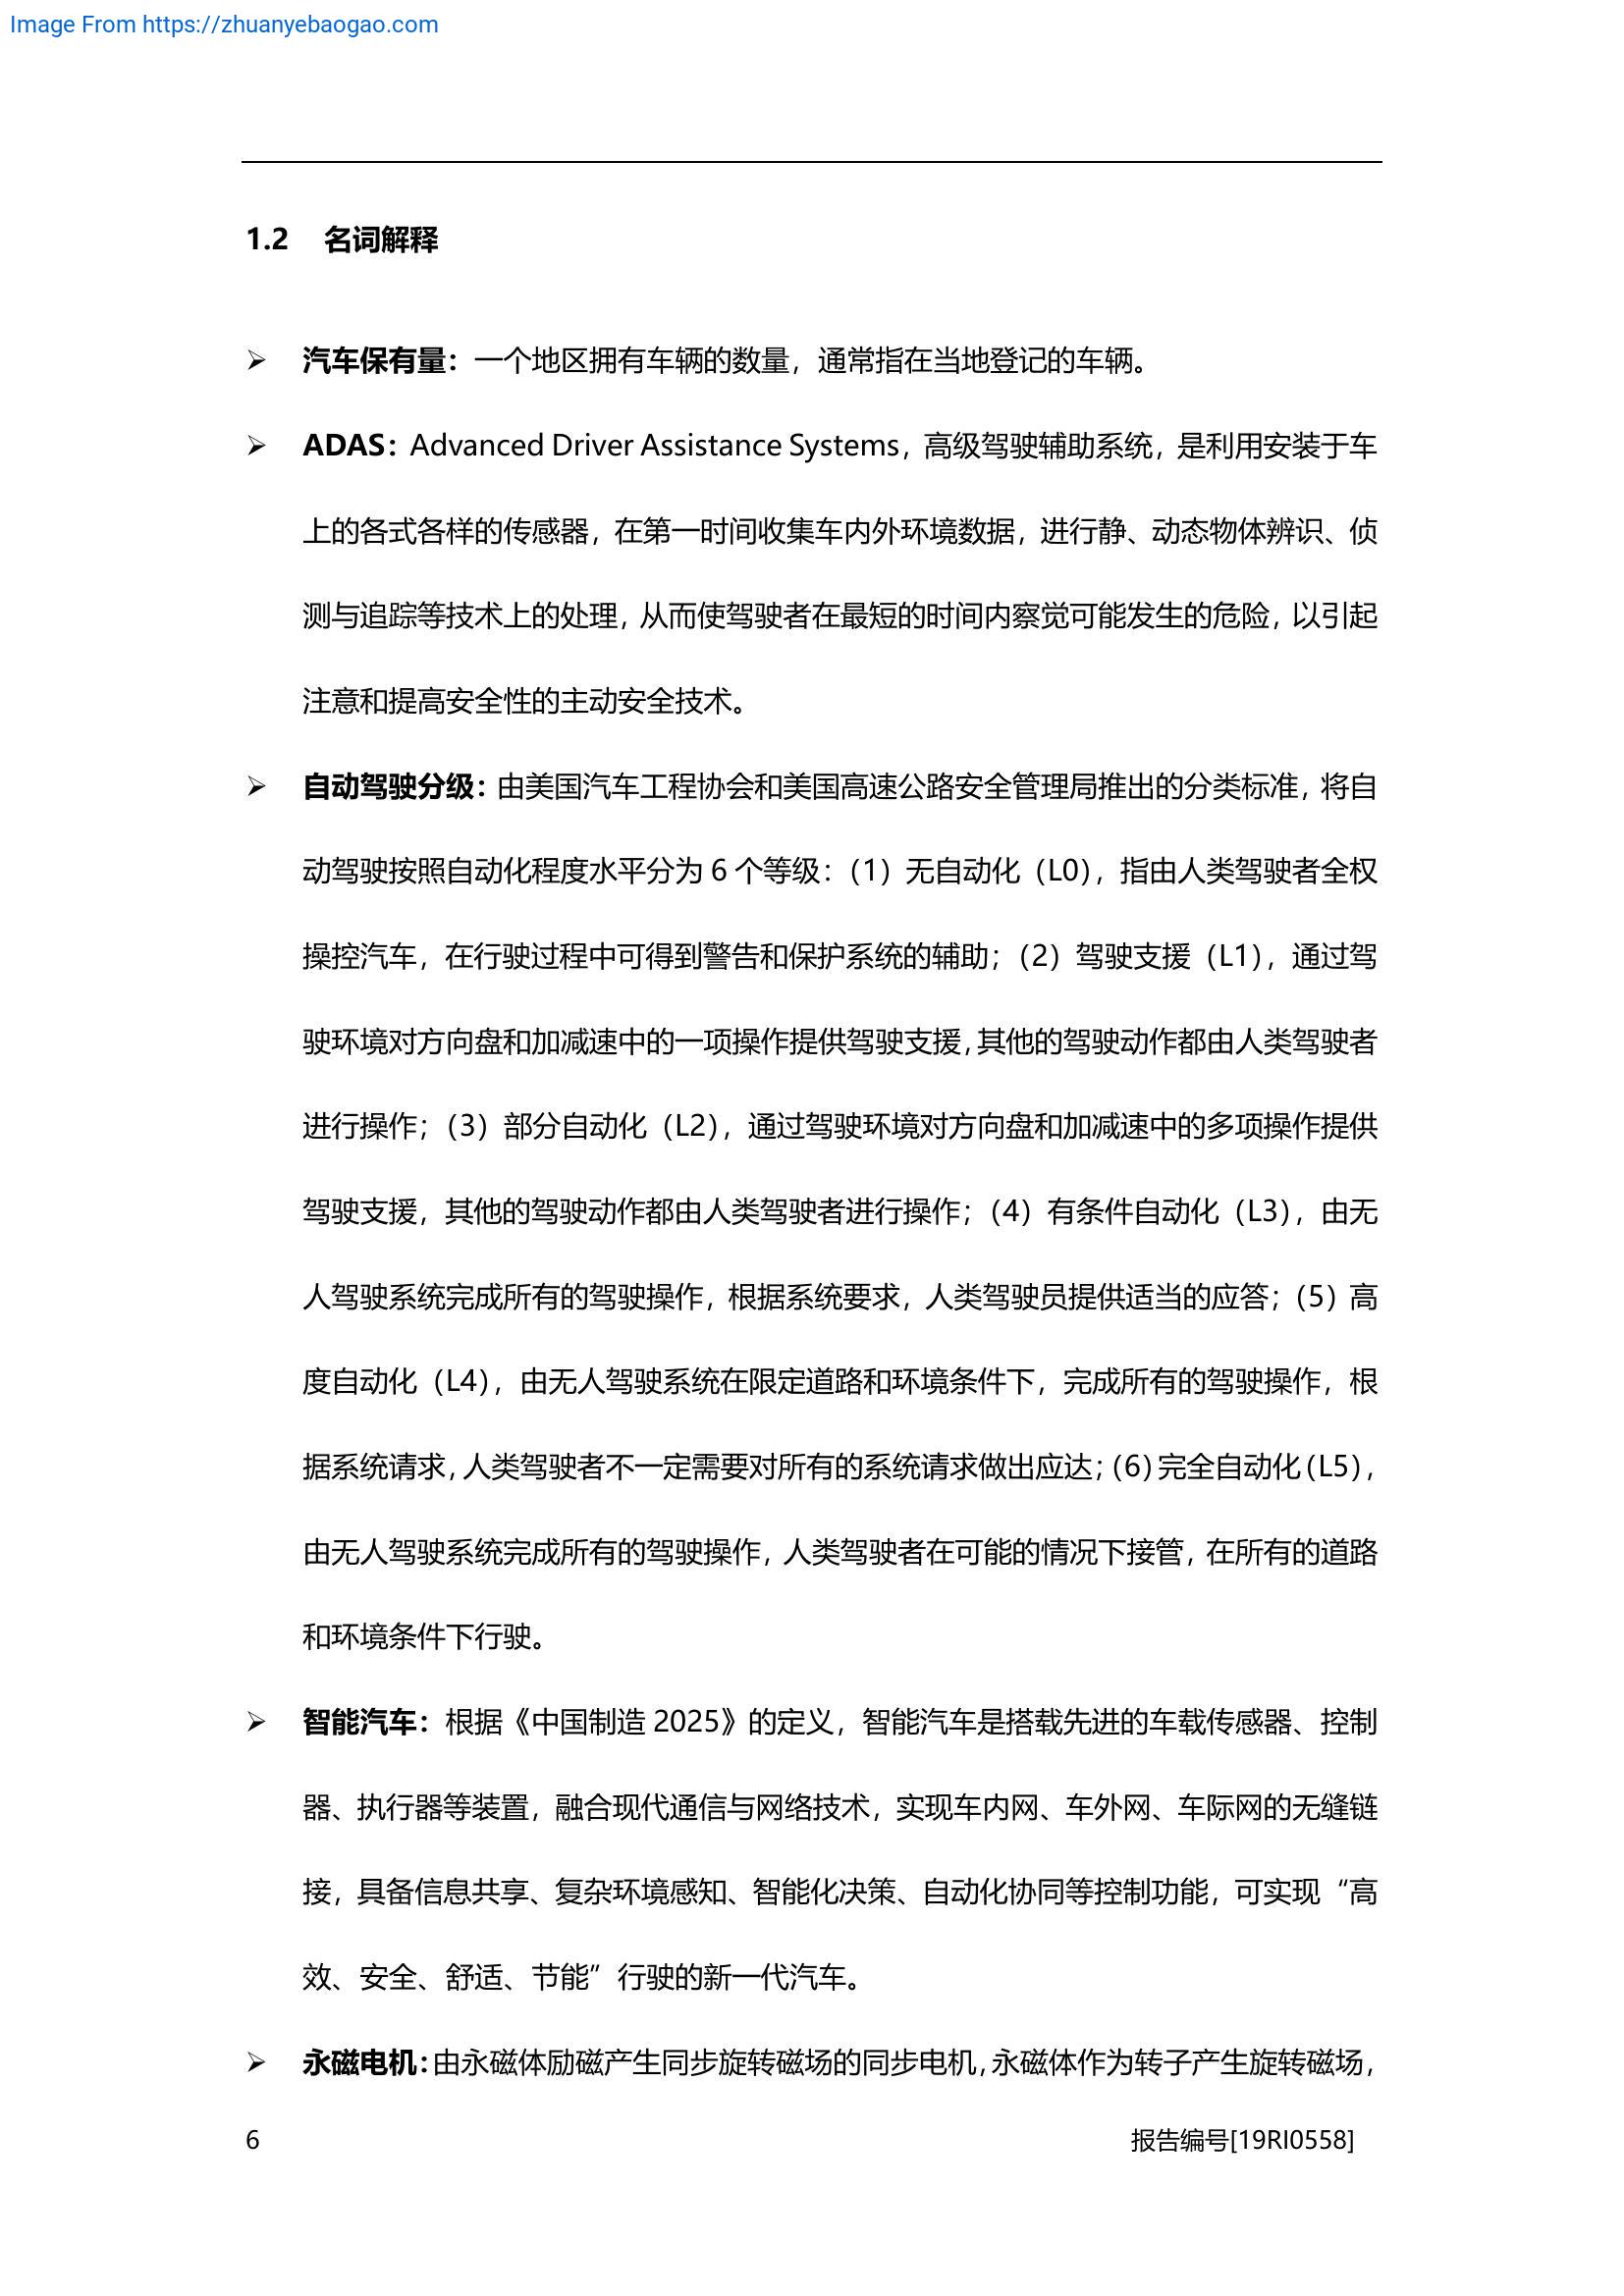 Image From https://zhuanyebaogao.com
1.2 名词解释
➢ 汽车保有量：一个地区拥有车辆的数量，通常指在当地登记的车辆。
➢ ADAS：Advanced Driver Assistance Systems，高级驾驶辅助系统，是利用安装于车
上的各式各样的传感器，在第一时间收集车内外环境数据，进行静、动态物体辨识、侦
测与追踪等技术上的处理，从而使驾驶者在最短的时间内察觉可能发生的危险，以引起
注意和提高安全性的主动安全技术。
➢ 自动驾驶分级：由美国汽车工程协会和美国高速公路安全管理局推出的分类标准，将自
动驾驶按照自动化程度水平分为 6 个等级：（1）无自动化（L0），指由人类驾驶者全权
操控汽车，在行驶过程中可得到警告和保护系统的辅助；（2）驾驶支援（L1），通过驾
驶环境对方向盘和加减速中的一项操作提供驾驶支援，其他的驾驶动作都由人类驾驶者
进行操作；（3）部分自动化（L2），通过驾驶环境对方向盘和加减速中的多项操作提供
驾驶支援，其他的驾驶动作都由人类驾驶者进行操作；（4）有条件自动化（L3），由无
人驾驶系统完成所有的驾驶操作，根据系统要求，人类驾驶员提供适当的应答；（5）高
度自动化（L4），由无人驾驶系统在限定道路和环境条件下，完成所有的驾驶操作，根
据系统请求，人类驾驶者不一定需要对所有的系统请求做出应达；（6）完全自动化（L5），
由无人驾驶系统完成所有的驾驶操作，人类驾驶者在可能的情况下接管，在所有的道路
和环境条件下行驶。
➢ 智能汽车：根据《中国制造 2025》的定义，智能汽车是搭载先进的车载传感器、控制
器、执行器等装置，融合现代通信与网络技术，实现车内网、车外网、车际网的无缝链
接，具备信息共享、复杂环境感知、智能化决策、自动化协同等控制功能，可实现“高
效、安全、舒适、节能”行驶的新一代汽车。
➢ 永磁电机：由永磁体励磁产生同步旋转磁场的同步电机，永磁体作为转子产生旋转磁场，
6 报告编号[19RI0558]